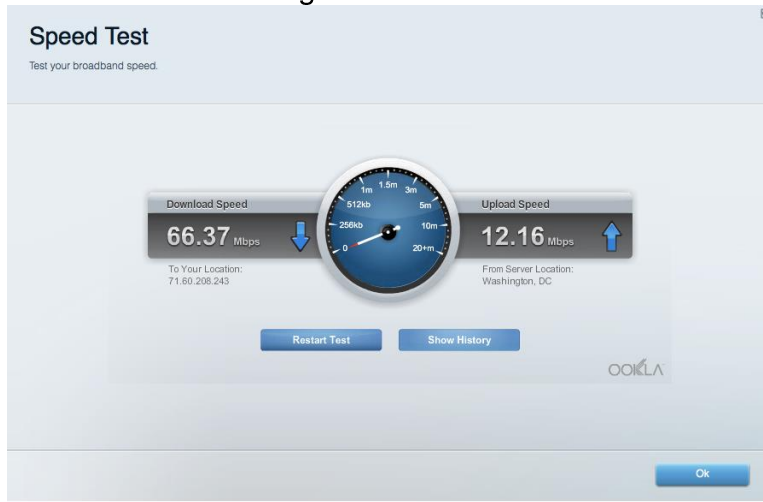 Speed Test
Test your broadband speed.
Download Speed
66.37 Mbps
To Your Location:
71.60.208.243
0
256kb
512kb
1m
1.5m
3m
5m
10m
20+m
Upload Speed
12.16 Mbps
From Server Location:
Washington, DC
Restart Test
Show History
OOKLA
Ok